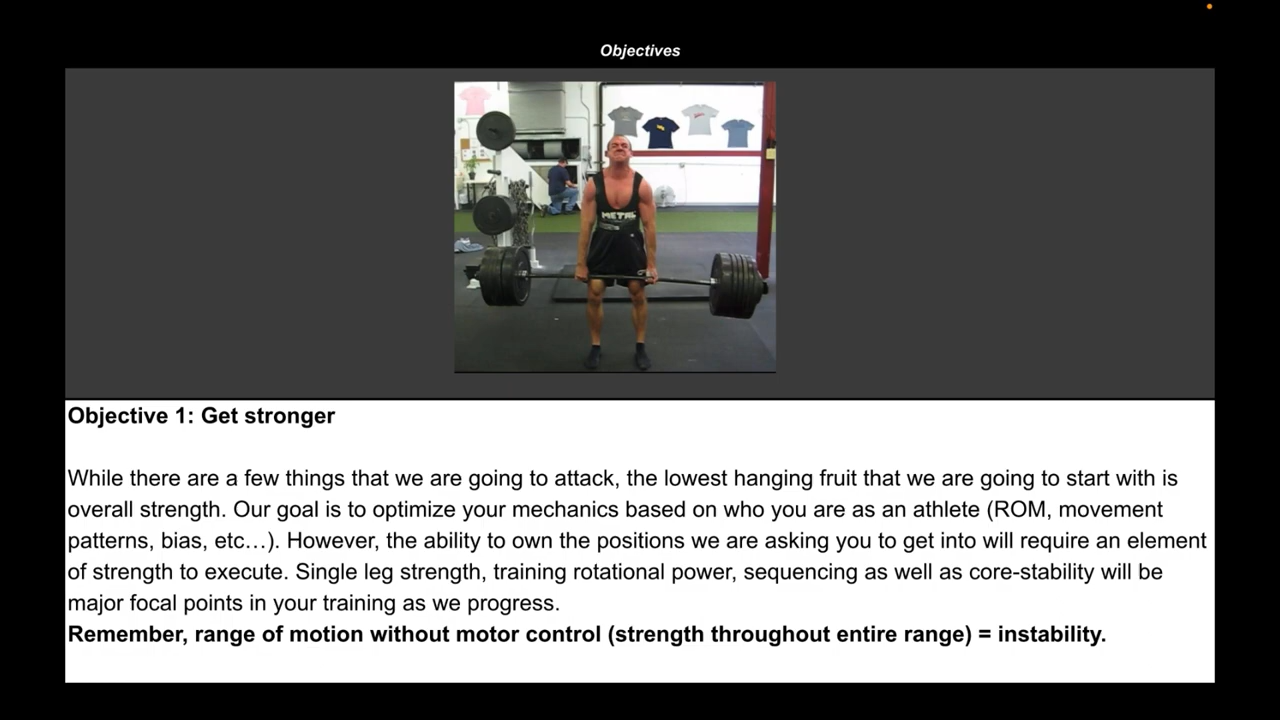 Objectives
METAL
Objective 1: Get stronger
While there are a few things that we are going to attack, the lowest hanging fruit that we are going to start with is
overall strength. Our goal is to optimize your mechanics based on who you are as an athlete (ROM, movement
patterns, bias, etc…). However, the ability to own the positions we are asking you to get into will require an element
of strength to execute. Single leg strength, training rotational power, sequencing as well as core-stability will be
major focal points in your training as we progress.
Remember, range of motion without motor control (strength throughout entire range) = instability.